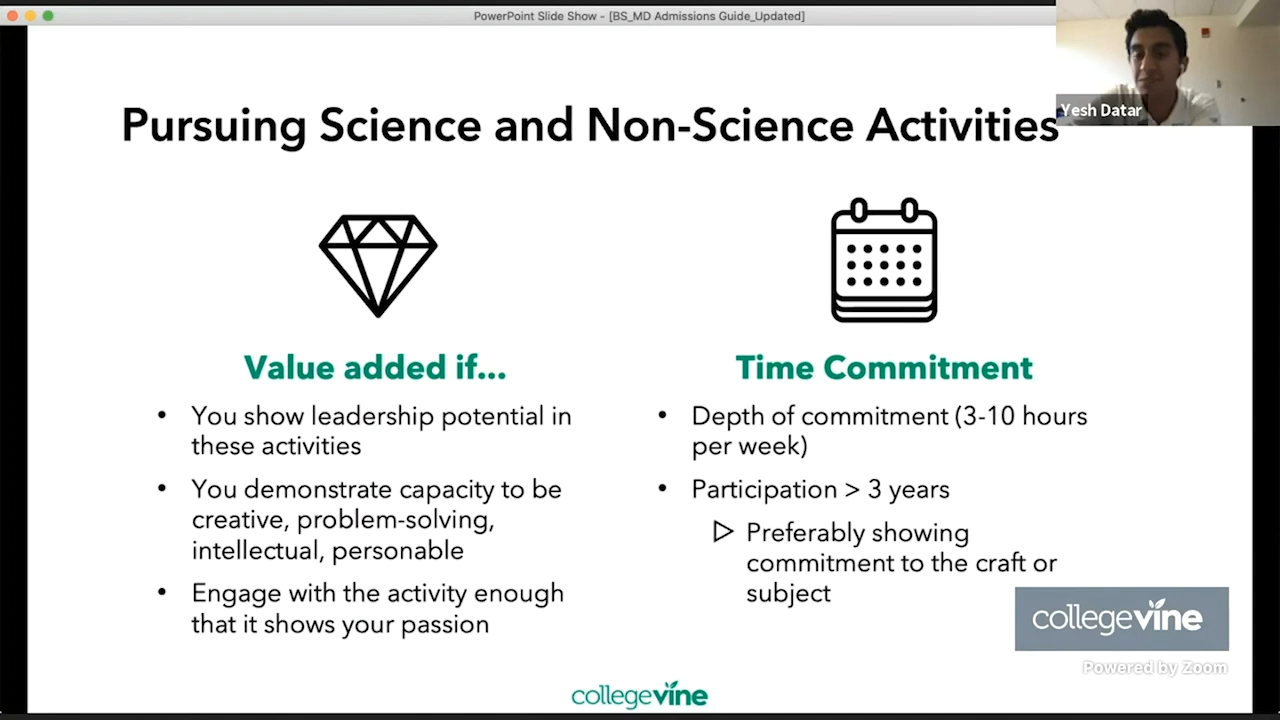 PowerPoint Slide Show - [BS_MD Admissions Guide_Updated]
Yesh Datar
Pursuing Science and Non-Science Activities
Value added if...
• You show leadership potential in
these activities
• You demonstrate capacity to be
creative, problem-solving,
intellectual, personable
• Engage with the activity enough
that it shows your passion
Time Commitment
• Depth of commitment (3-10 hours
per week)
• Participation > 3 years
▷ Preferably showing
commitment to the craft or
subject
collegevine
Powered by Zoom
collegevine